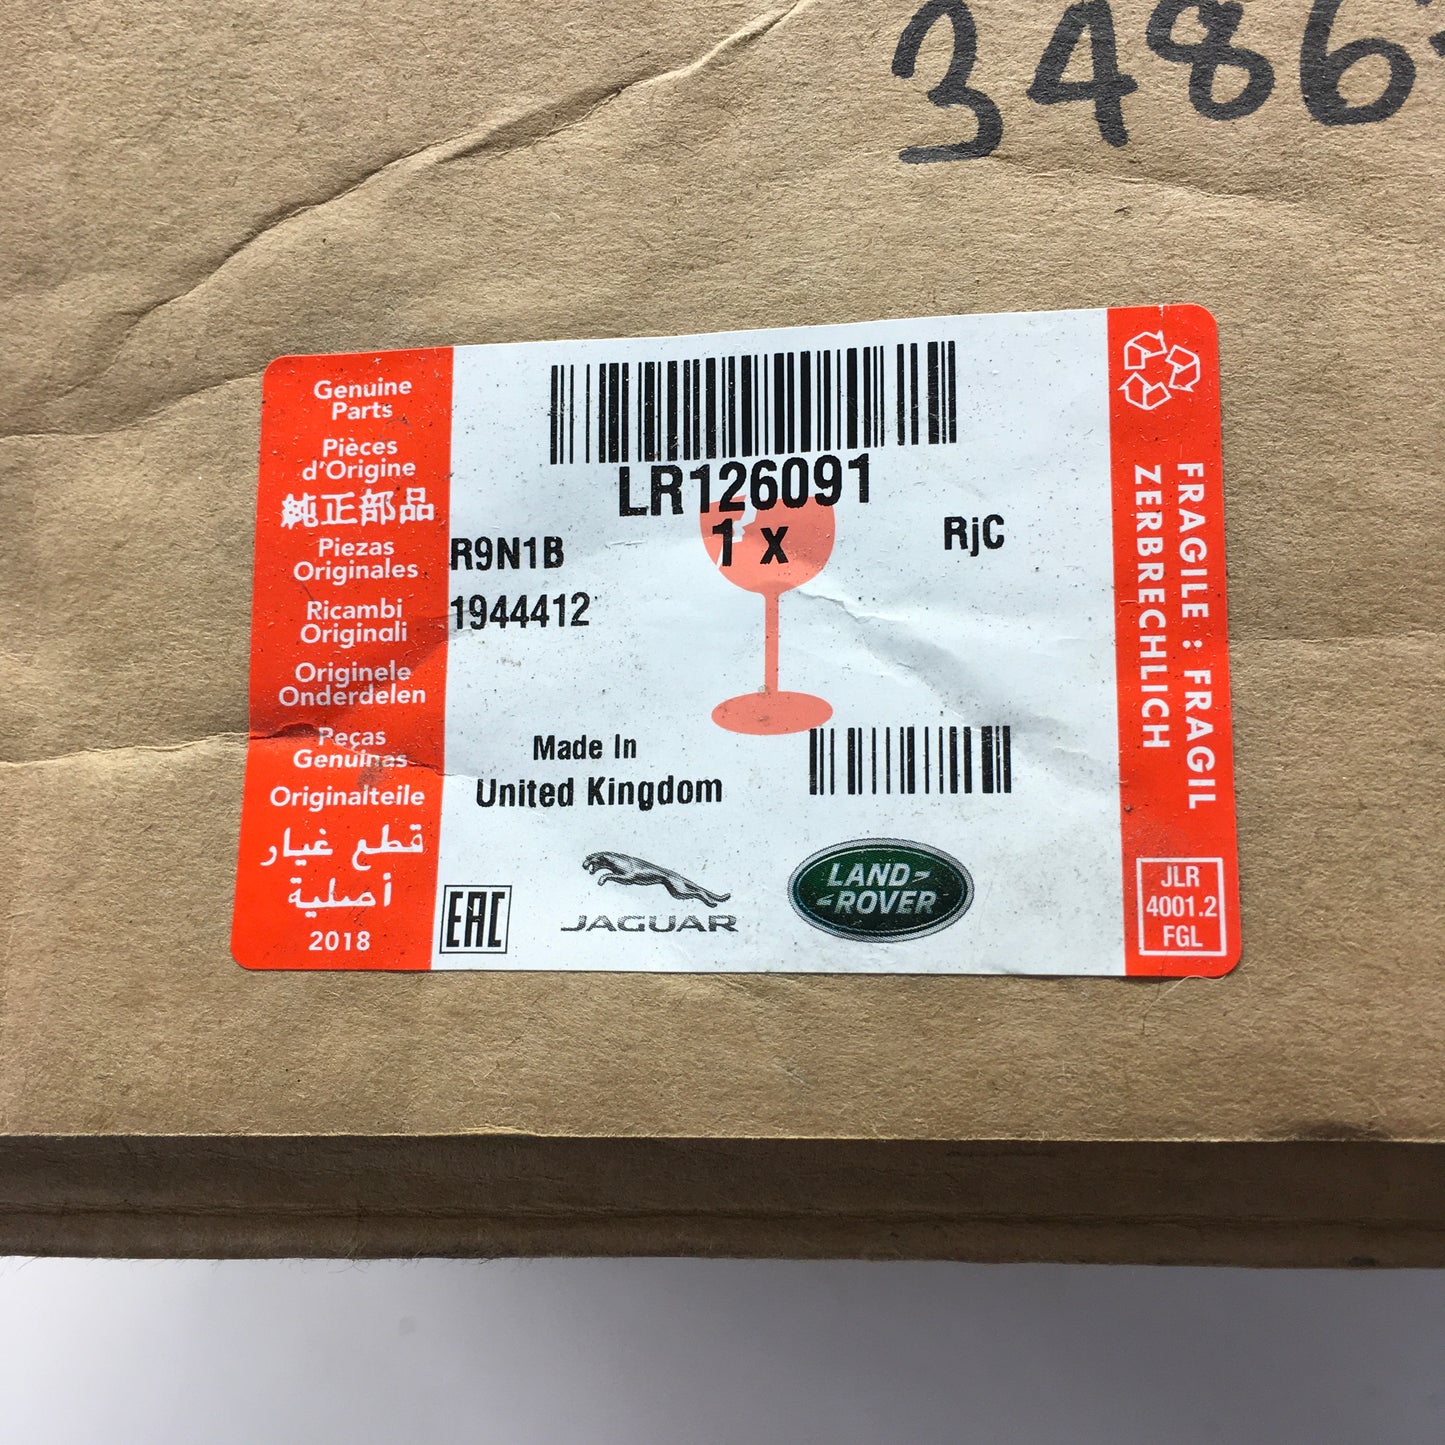 3486
Genuine
Parts
Pièces
d'Origine
純正部品
Piezas
Originales
Ricambi
Originali
Originele
Onderdelen
Peças
Genuínas
Originalteile
قطع غيار
أصلية
2018
LR126091
1 x
RjC
R9N1B
1944412
Made In
United Kingdom
EAC
JAGUAR
LAND-
-ROVER
FRAGILE : FRAGIL
ZERBRECHLICH
JLR
4001.2
FGL